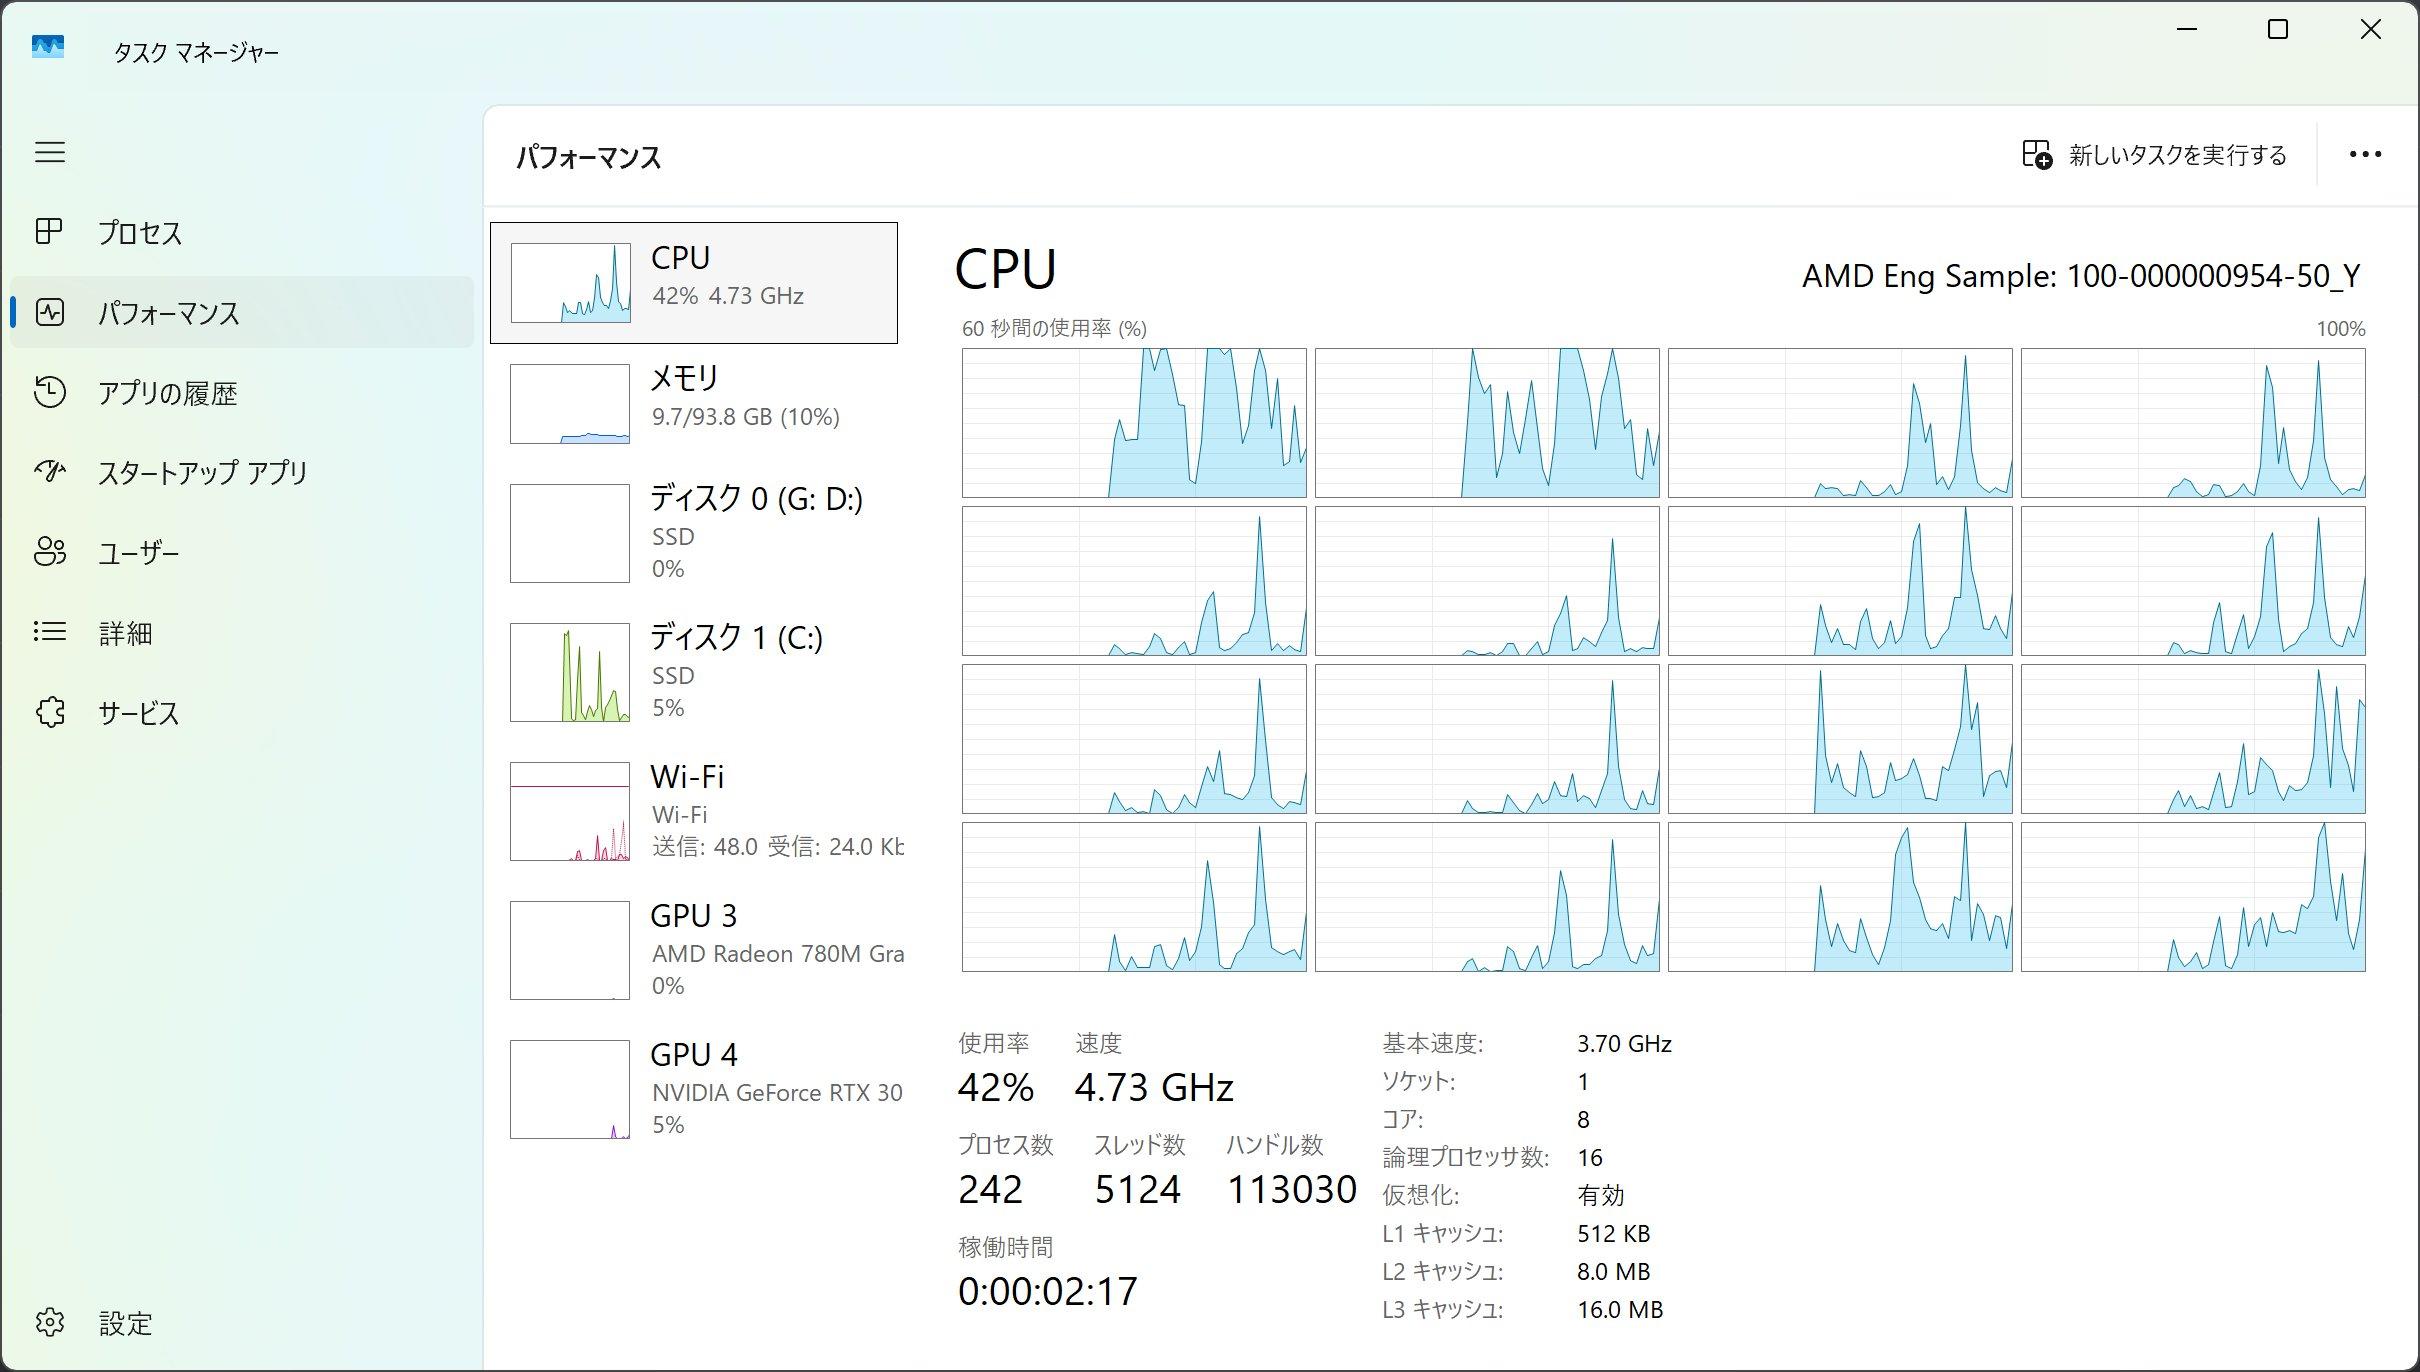 タスク マネージャー
プロセス
パフォーマンス
アプリの履歴
スタートアップ アプリ
ユーザー
詳細
サービス
設定
パフォーマンス
新しいタスクを実行する
CPU
42% 4.73 GHz
メモリ
9.7/93.8 GB (10%)
ディスク 0 (G: D:)
SSD
0%
ディスク 1 (C:)
SSD
5%
Wi-Fi
Wi-Fi
送信: 48.0 受信: 24.0 Kb
GPU 3
AMD Radeon 780M Gra
0%
GPU 4
NVIDIA GeForce RTX 30
5%
CPU
AMD Eng Sample: 100-000000954-50_Y
60 秒間の使用率 (%)
100%
使用率 速度
42% 4.73 GHz
プロセス数 スレッド数 ハンドル数
242 5124 113030
稼働時間
0:00:02:17
基本速度: 3.70 GHz
ソケット: 1
コア: 8
論理プロセッサ数: 16
仮想化: 有効
L1 キャッシュ: 512 KB
L2 キャッシュ: 8.0 MB
L3 キャッシュ: 16.0 MB